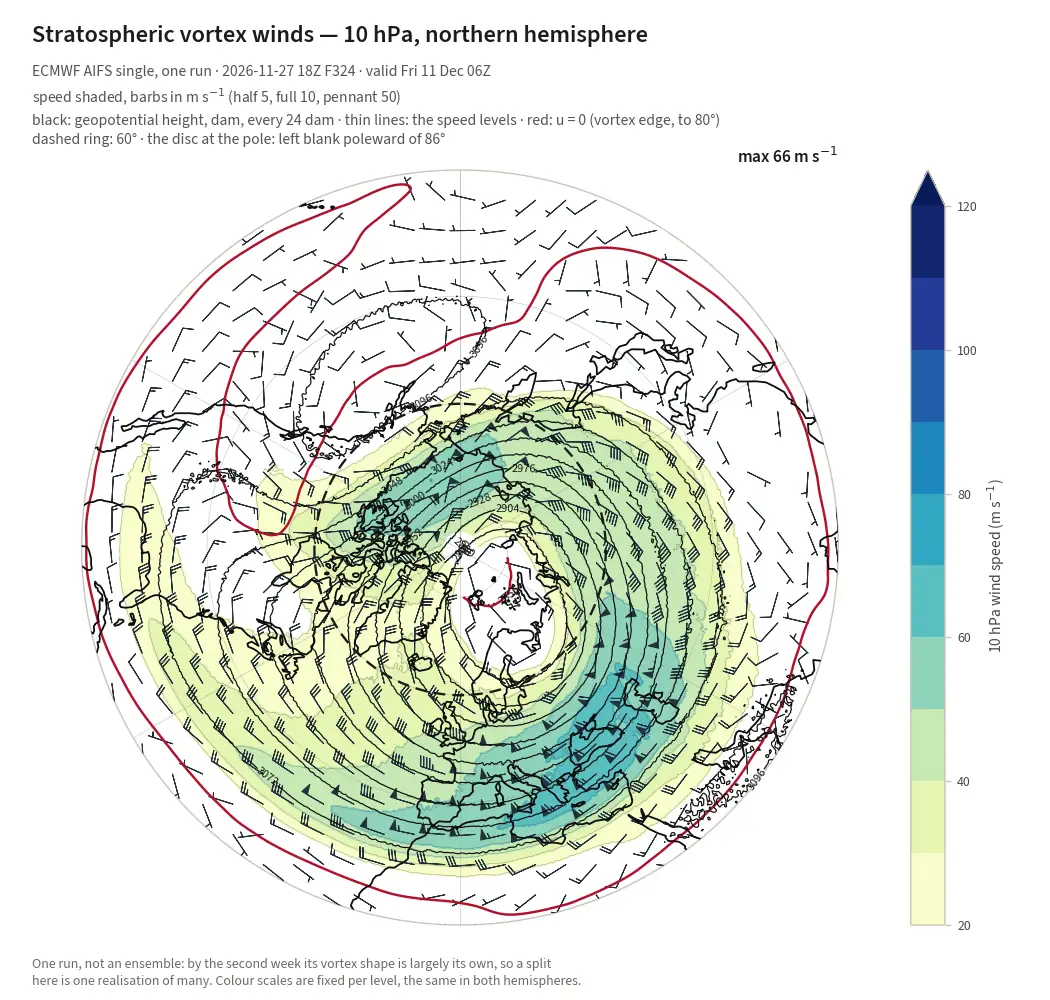 Stratospheric vortex winds — 10 hPa, northern hemisphere
ECMWF AIFS single, one run · 2026-11-27 18Z F324 · valid Fri 11 Dec 06Z
speed shaded, barbs in m s⁻¹ (half 5, full 10, pennant 50)
black: geopotential height, dam, every 24 dam · thin lines: the speed levels · red: u = 0 (vortex edge, to 80°)
dashed ring: 60° · the disc at the pole: left blank poleward of 86°
max 66 m s⁻¹
120
100
80
60
40
20
10 hPa wind speed (m s⁻¹)
3096
3096
2976
2928
2904
3072
3096
One run, not an ensemble: by the second week its vortex shape is largely its own, so a split
here is one realisation of many. Colour scales are fixed per level, the same in both hemispheres.